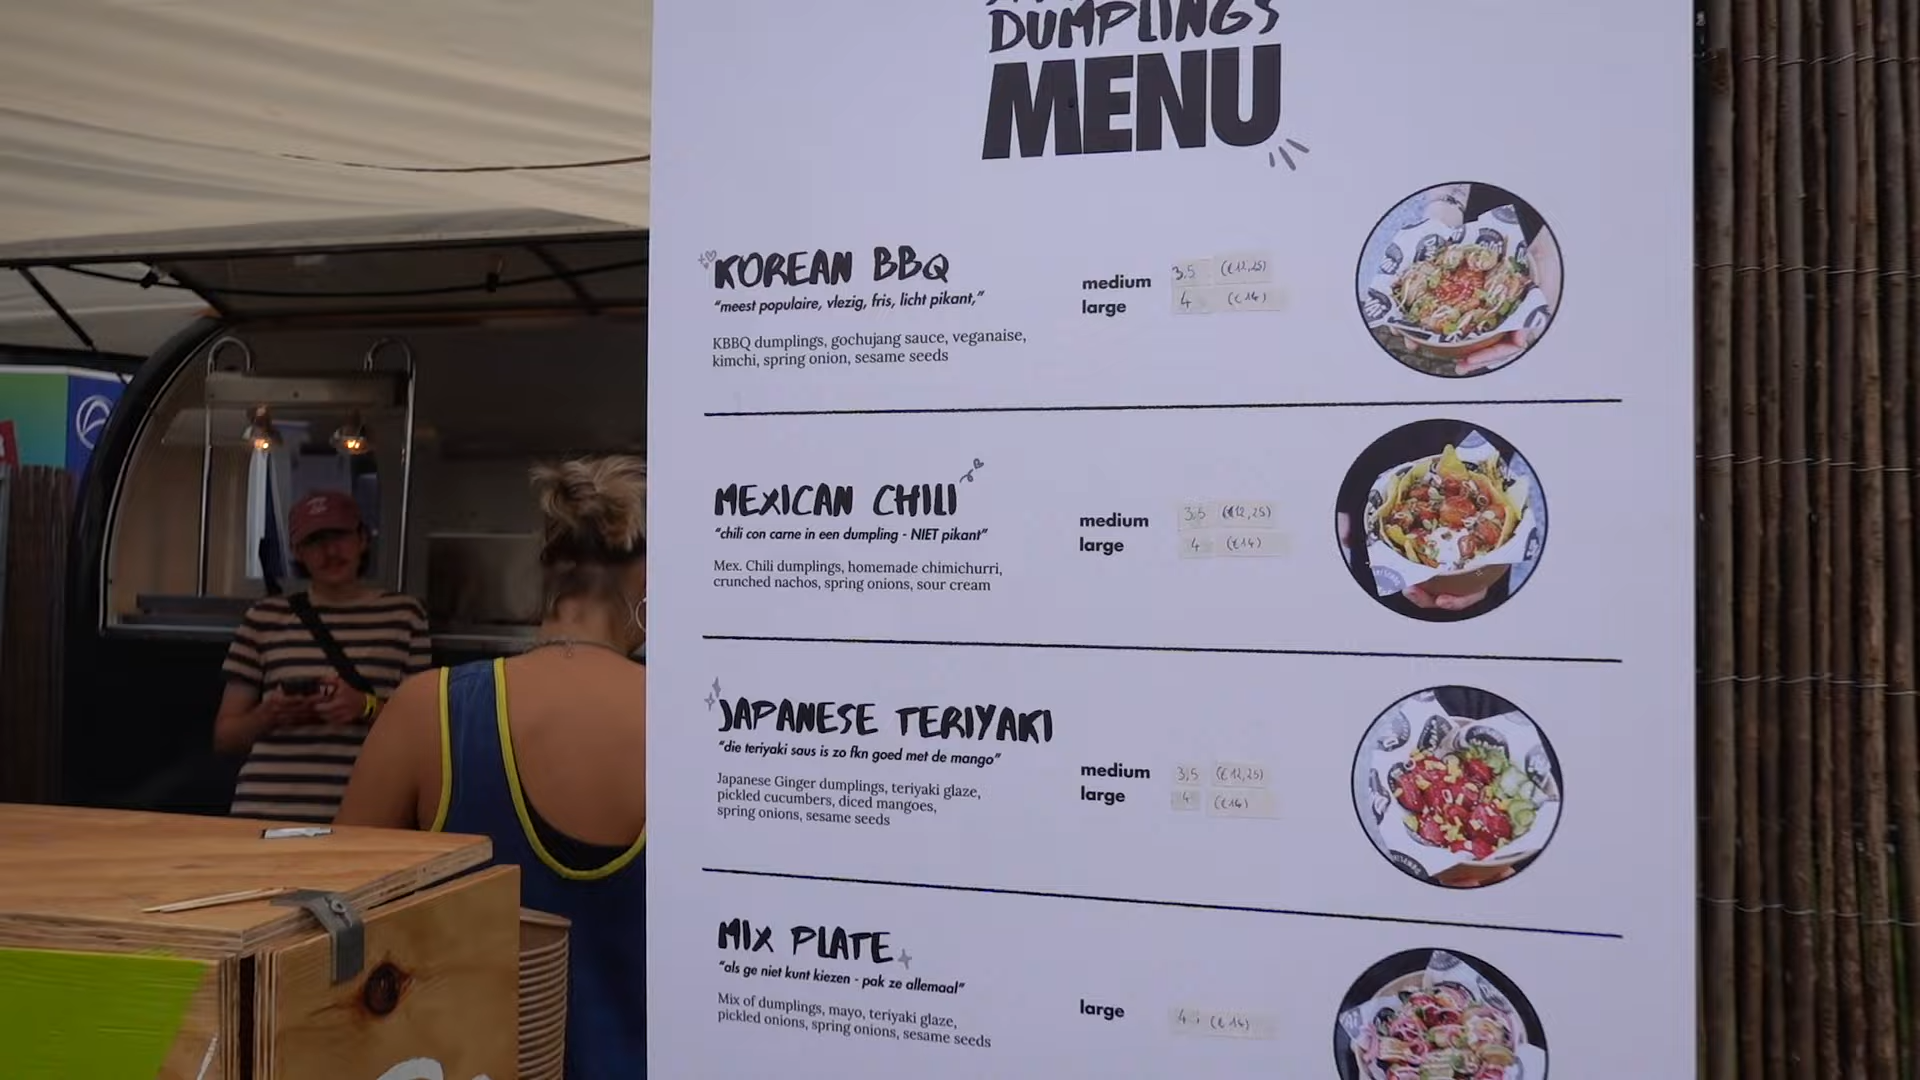 DUMPLINGS
MENU
KOREAN BBQ
"meest populaire, vlezig, fris, licht pikant,"
KBBQ dumplings, gochujang sauce, veganaise,
kimchi, spring onion, sesame seeds
medium 3,5 (€12,25)
large 4 (€14)
MEXICAN CHILI
"chili con carne in een dumpling - NIET pikant"
Mex. Chili dumplings, homemade chimichurri,
crunched nachos, spring onions, sour cream
medium 3,5 (€12,25)
large 4 (€14)
JAPANESE TERIYAKI
"die teriyaki saus is zo fkn goed met de mango"
Japanese Ginger dumplings, teriyaki glaze,
pickled cucumbers, diced mangoes,
spring onions, sesame seeds
medium 3,5 (€12,25)
large 4 (€14)
MIX PLATE
"als ge niet kunt kiezen - pak ze allemaal"
Mix of dumplings, mayo, teriyaki glaze,
pickled onions, spring onions, sesame seeds
large 4 (€14)